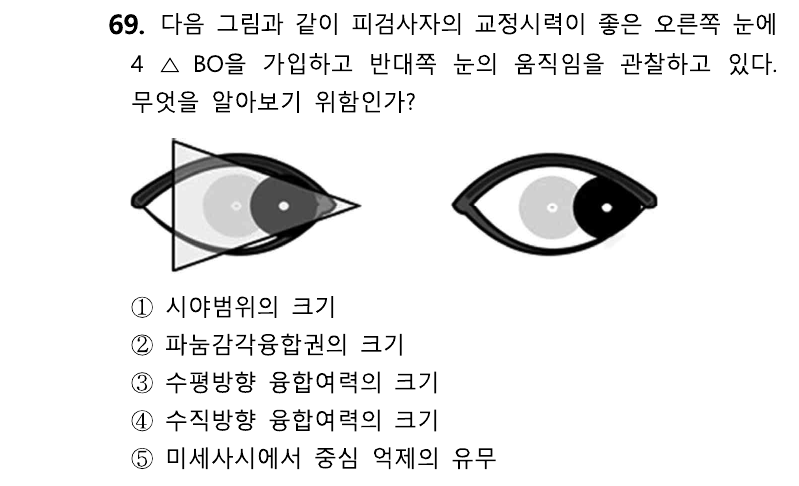 69. 다음 그림과 같이 피검사자의 교정시력이 좋은 오른쪽 눈에
4 △ BO을 가입하고 반대쪽 눈의 움직임을 관찰하고 있다.
무엇을 알아보기 위함인가?
① 시야범위의 크기
② 파눔감각융합권의 크기
③ 수평방향 융합여력의 크기
④ 수직방향 융합여력의 크기
⑤ 미세사시에서 중심 억제의 유무